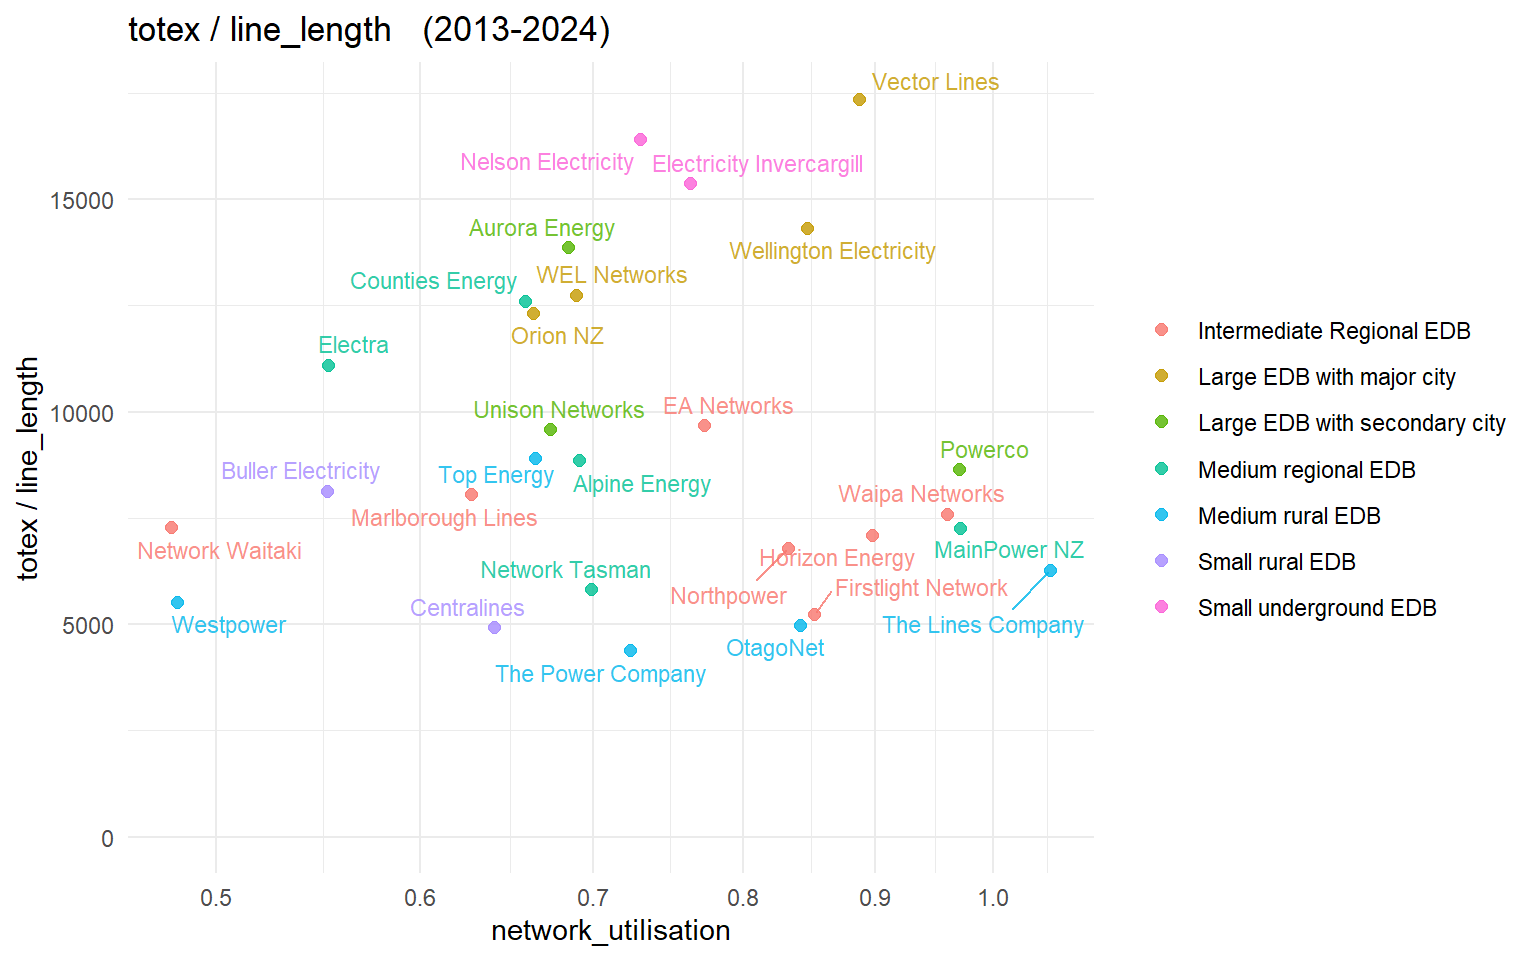 totex / line_length (2013-2024)
Vector Lines
Nelson Electricity
Electricity Invercargill
15000
Aurora Energy
Wellington Electricity
Counties Energy
WEL Networks
Orion NZ
Electra
10000
Unison Networks
EA Networks
Powerco
Buller Electricity
Top Energy
Alpine Energy
Waipa Networks
Marlborough Lines
Network Waitaki
MainPower NZ
Horizon Energy
Network Tasman
Northpower
Firstlight Network
Centralines
5000
Westpower
The Lines Company
OtagoNet
The Power Company
0
totex / line_length
0.5 0.6 0.7 0.8 0.9 1.0
network_utilisation
Intermediate Regional EDB
Large EDB with major city
Large EDB with secondary city
Medium regional EDB
Medium rural EDB
Small rural EDB
Small underground EDB